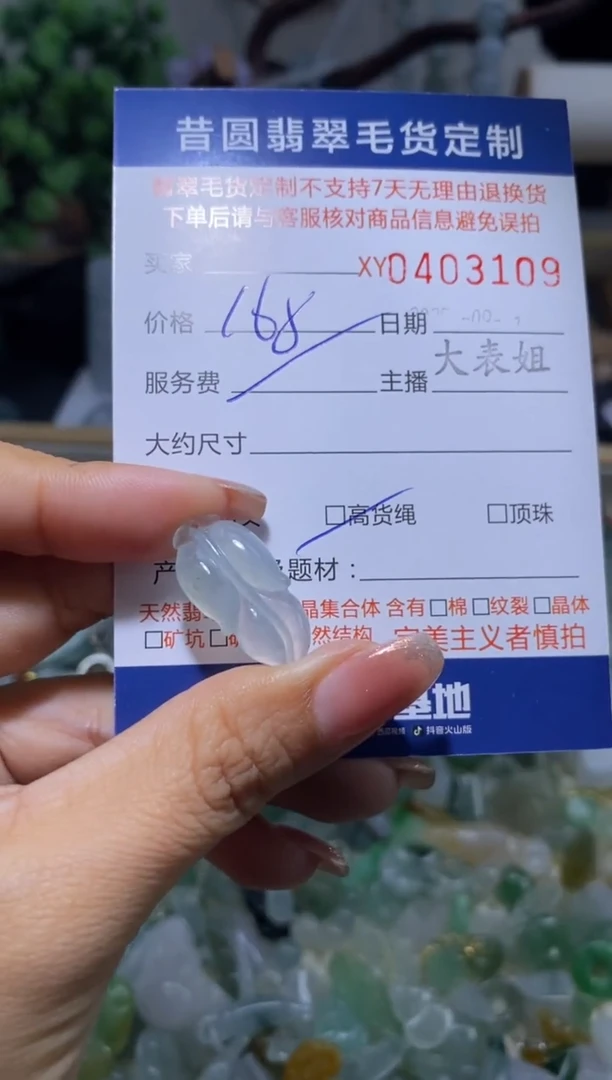 昔圆翡翠毛货定制
翡翠毛货定制不支持7天无理由退换货
下单后请与客服核对商品信息避免误拍
买家 XY0403109
价格 168 日期
服务费 主播 大表姐
大约尺寸
□高货绳 □顶珠
产 题材：
天然翡 晶集合体 含有□棉 □纹裂 □晶体
□矿坑 □ 然结构 完美主义者慎拍
基地
抖音火山版